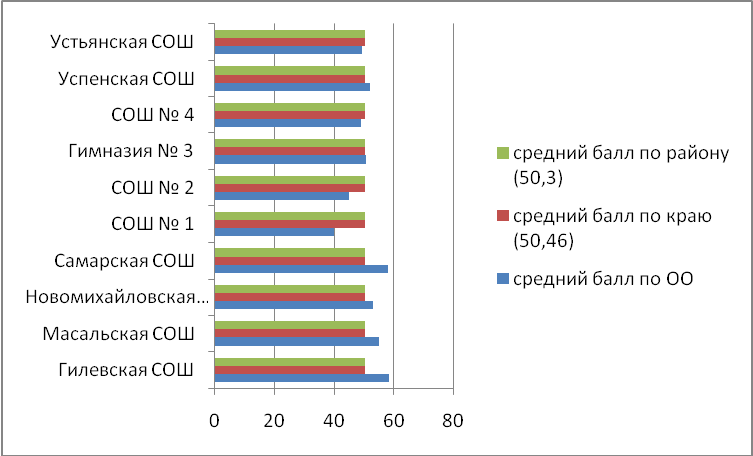 Устьянская СОШ
Успенская СОШ
СОШ № 4
Гимназия № 3
СОШ № 2
СОШ № 1
Самарская СОШ
Новомихайловская...
Масальская СОШ
Гилевская СОШ
0 20 40 60 80
средний балл по району
(50,3)
средний балл по краю
(50,46)
средний балл по ОО